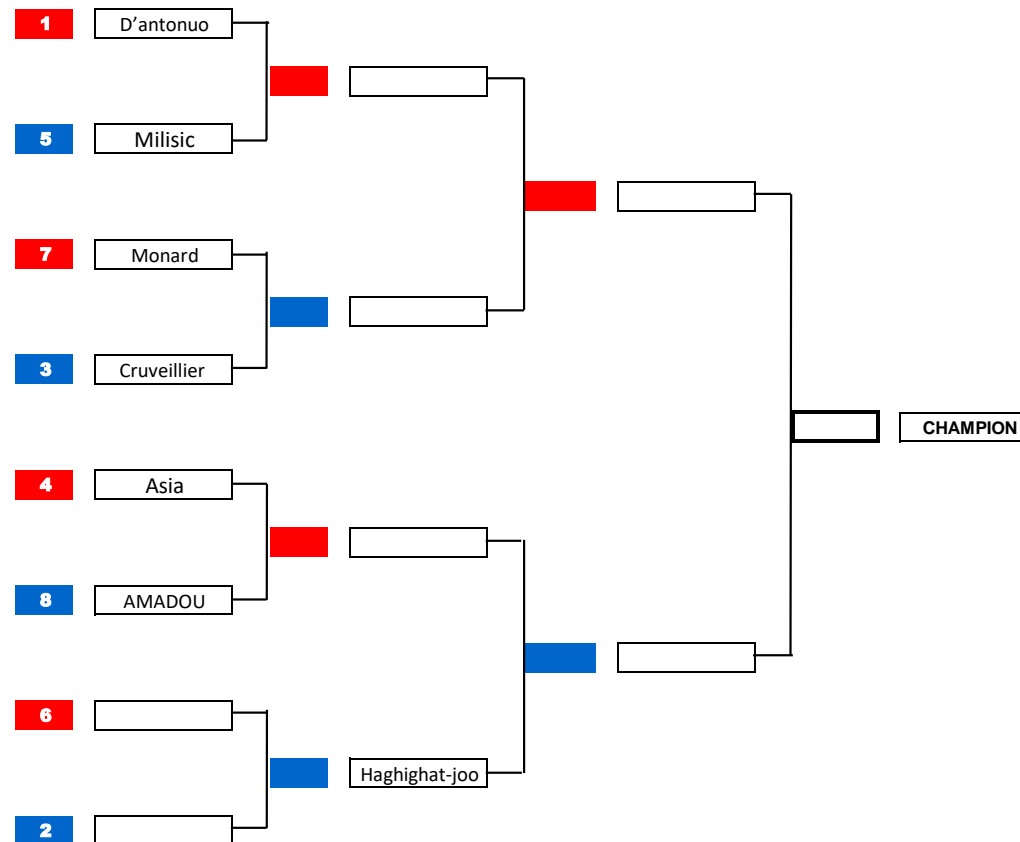 1 D’antonuo
5 Milisic
7 Monard
3 Cruveillier
CHAMPION
4 Asia
8 AMADOU
6
Haghighat-joo
2